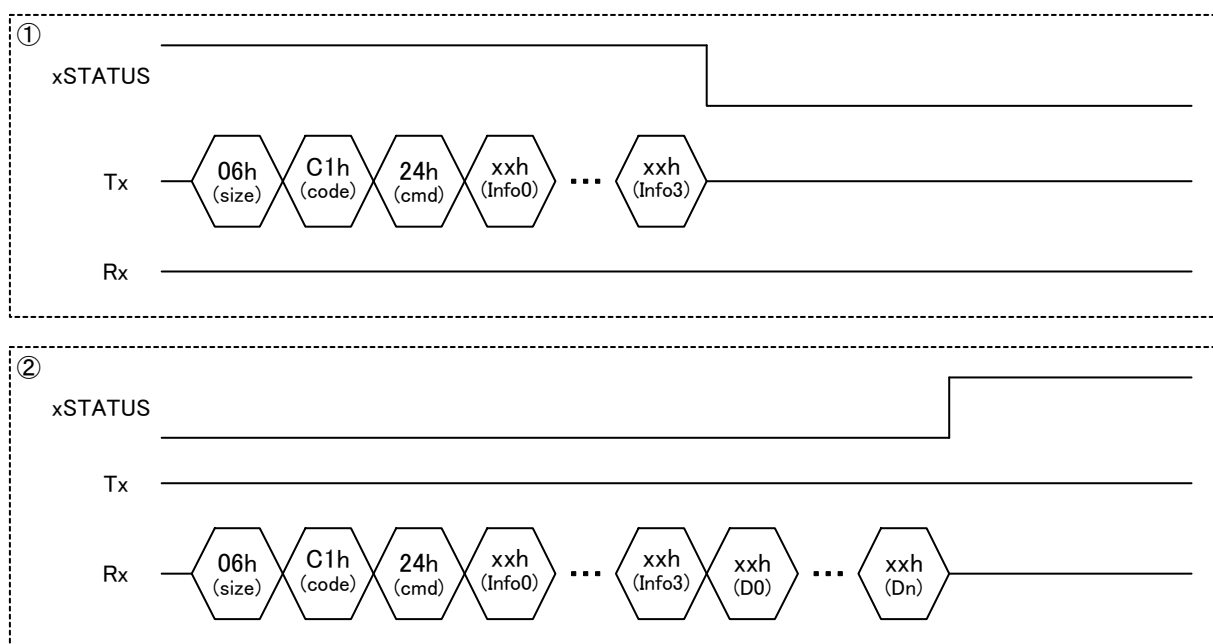 ①
xSTATUS
Tx
06h
(size)
C1h
(code)
24h
(cmd)
xxh
(Info0)
...
xxh
(Info3)
Rx
②
xSTATUS
Tx
Rx
06h
(size)
C1h
(code)
24h
(cmd)
xxh
(Info0)
...
xxh
(Info3)
xxh
(D0)
...
xxh
(Dn)